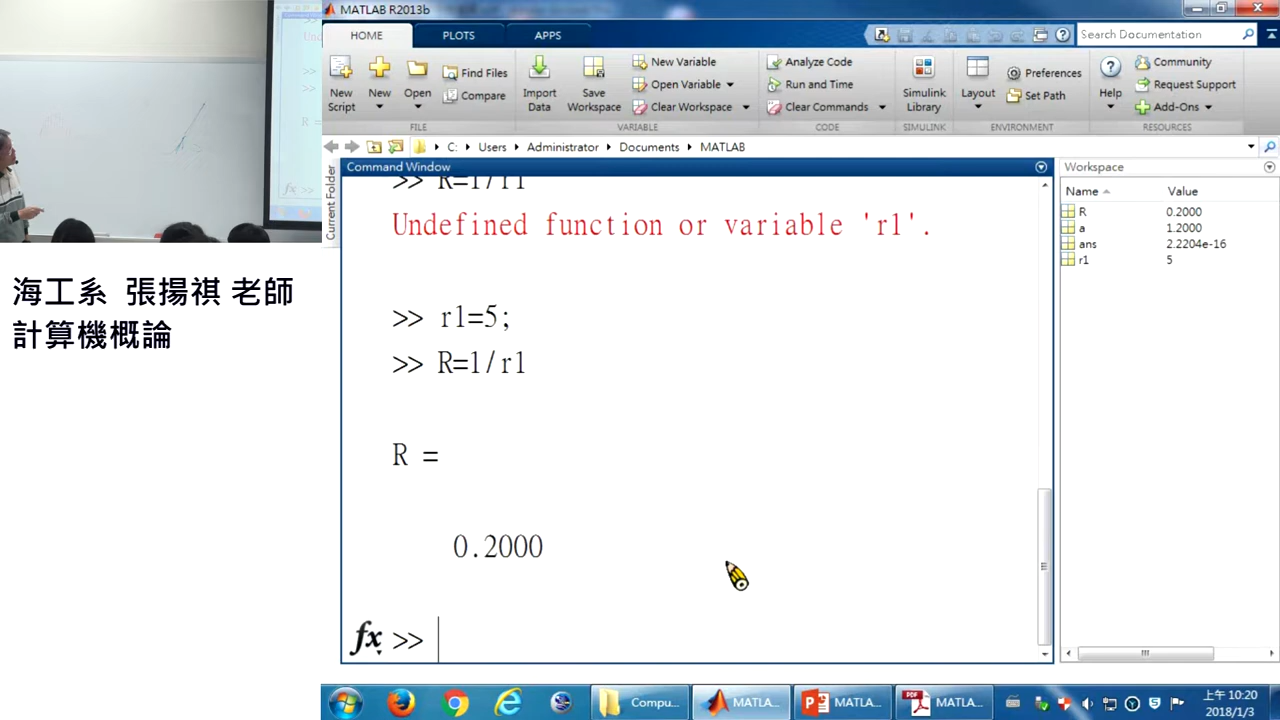 MATLAB R2013b
HOME
PLOTS
APPS
Search Documentation
New Script
New
Open
Find Files
Compare
Import Data
Save Workspace
New Variable
Open Variable
Clear Workspace
Analyze Code
Run and Time
Clear Commands
Simulink Library
Layout
Preferences
Set Path
Help
Community
Request Support
Add-Ons
FILE
VARIABLE
CODE
SIMULINK
ENVIRONMENT
RESOURCES
C: Users Administrator Documents MATLAB
Current Folder
Command Window
>> R=1/r1
Undefined function or variable 'r1'.
>> r1=5;
>> R=1/r1
R =
0.2000
fx >>
Workspace
Name Value
R 0.2000
a 1.2000
ans 2.2204e-16
r1 5
海工系 張揚祺 老師
計算機概論
Compu...
MATLA...
MATLA...
MATLA...
上午 10:20
2018/1/3